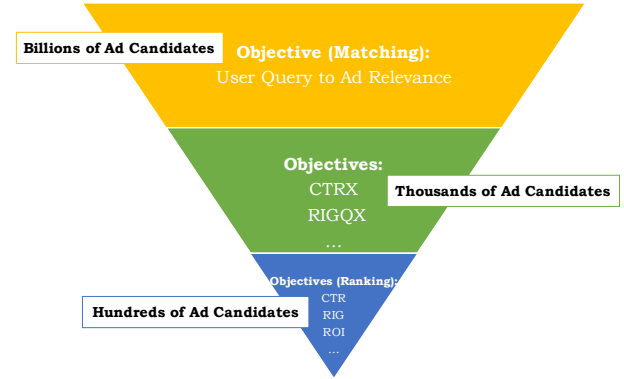 Billions of Ad Candidates
Objective (Matching):
User Query to Ad Relevance
Objectives:
CTRX
RIGQX
...
Thousands of Ad Candidates
Objectives (Ranking):
CTR
RIG
ROI
...
Hundreds of Ad Candidates